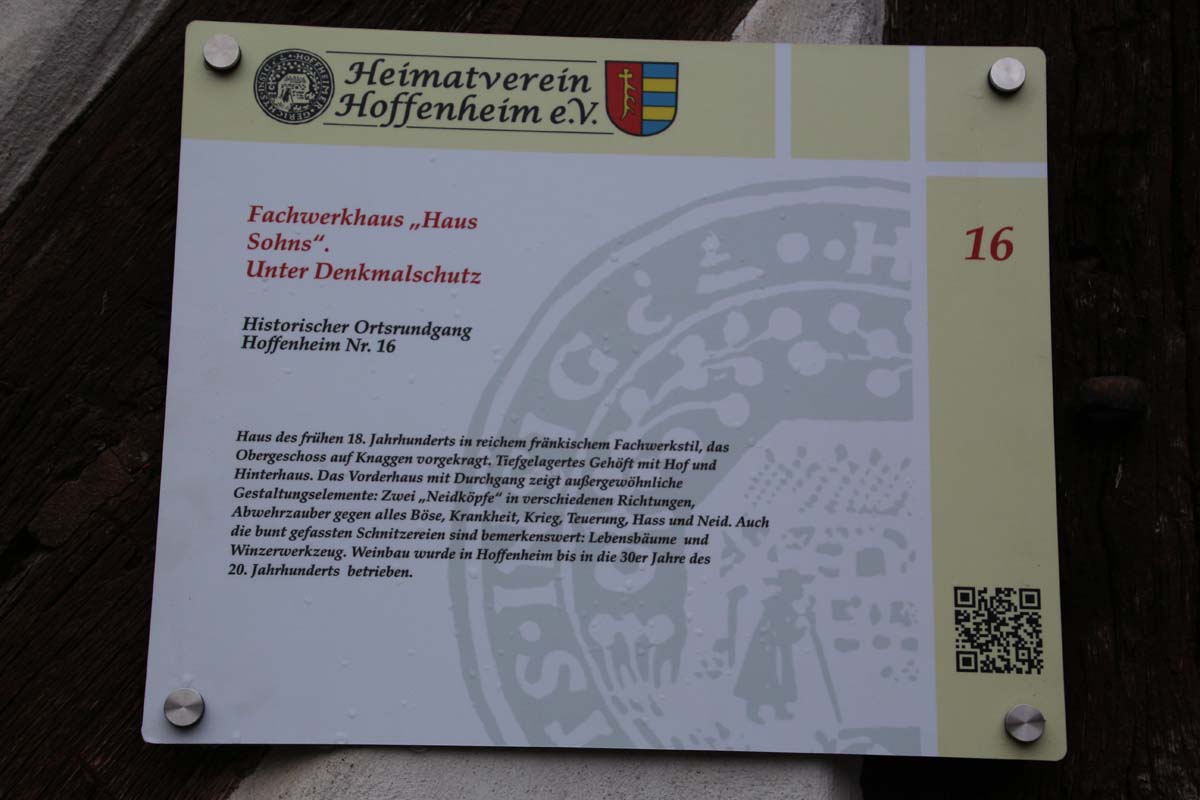 Heimatverein
Hoffenheim e.V.
Fachwerkhaus „Haus
Sohns“.
Unter Denkmalschutz
16
Historischer Ortsrundgang
Hoffenheim Nr. 16
Haus des frühen 18. Jahrhunderts in reichem fränkischem Fachwerkstil, das
Obergeschoss auf Knaggen vorgekragt. Tiefgelagertes Gehöft mit Hof und
Hinterhaus. Das Vorderhaus mit Durchgang zeigt außergewöhnliche
Gestaltungselemente: Zwei „Neidköpfe“ in verschiedenen Richtungen,
Abwehrzauber gegen alles Böse, Krankheit, Krieg, Teuerung, Hass und Neid. Auch
die bunt gefassten Schnitzereien sind bemerkenswert: Lebensbäume und
Winzerwerkzeug. Weinbau wurde in Hoffenheim bis in die 30er Jahre des
20. Jahrhunderts betrieben.